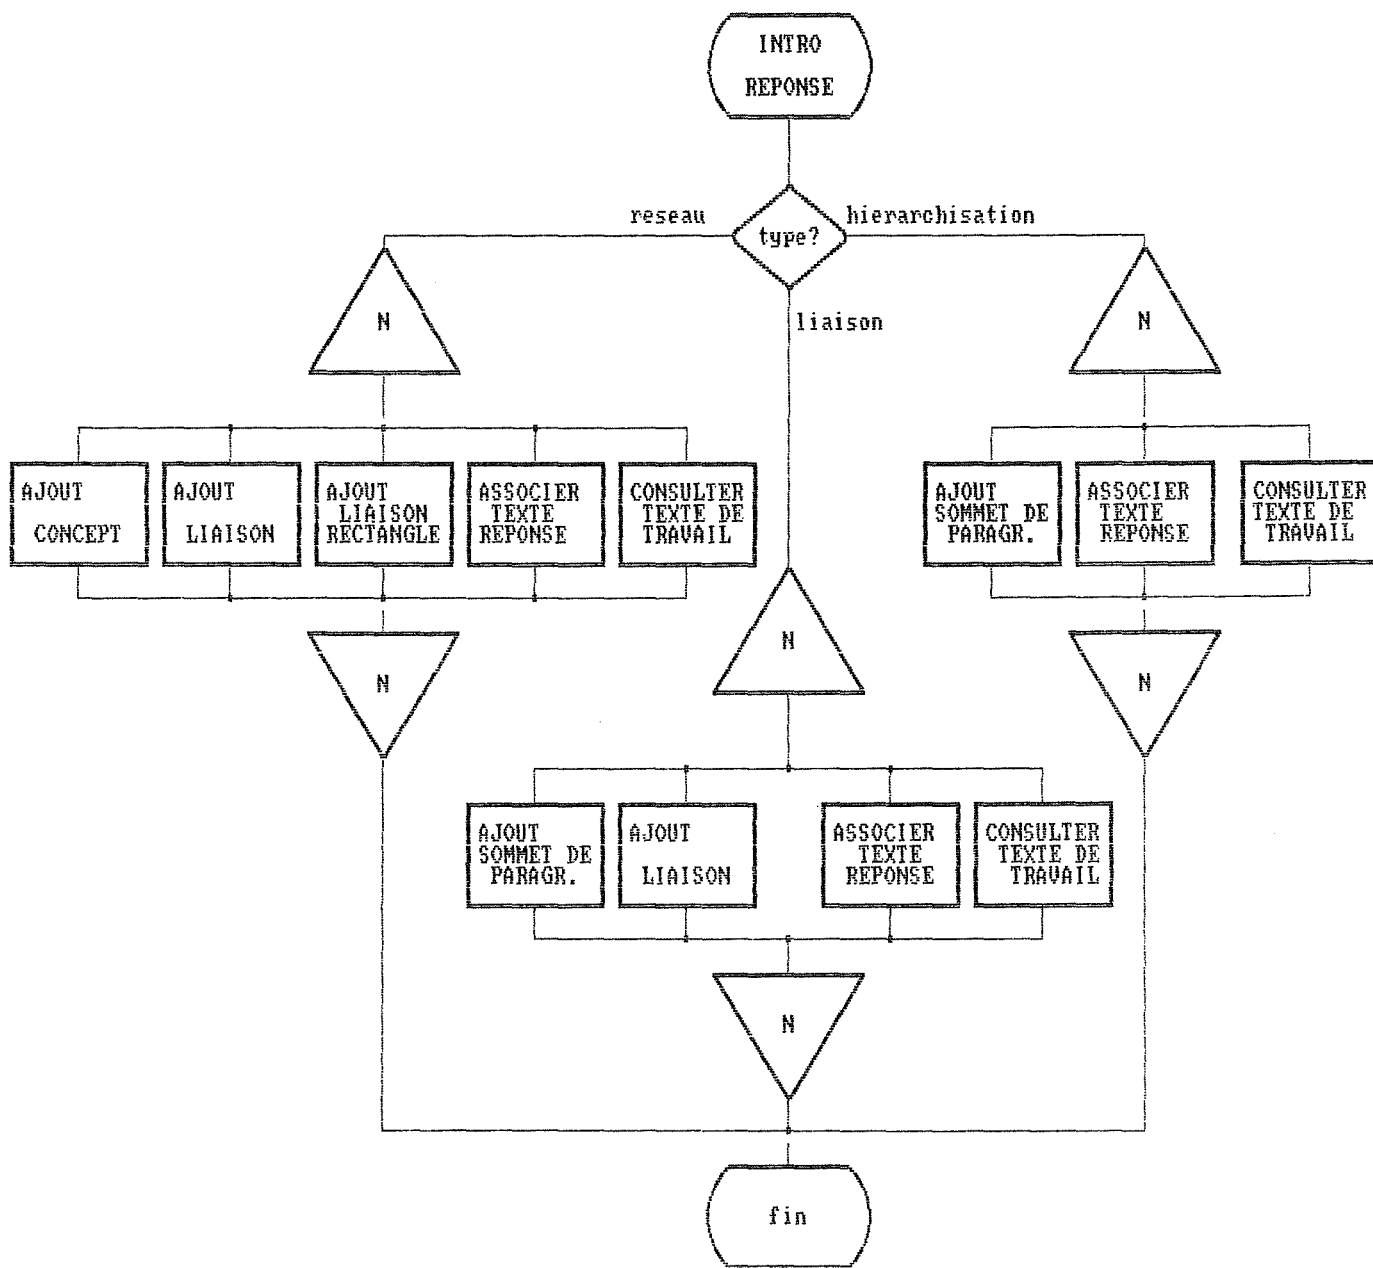 INTRO
REPONSE
reseau
type?
hierarchisation
liaison
N
N
AJOUT
CONCEPT
AJOUT
LIAISON
AJOUT
LIAISON
RECTANGLE
ASSOCIER
TEXTE
REPONSE
CONSULTER
TEXTE DE
TRAVAIL
AJOUT
SOMMET DE
PARAGR.
ASSOCIER
TEXTE
REPONSE
CONSULTER
TEXTE DE
TRAVAIL
N
N
N
AJOUT
SOMMET DE
PARAGR.
AJOUT
LIAISON
ASSOCIER
TEXTE
REPONSE
CONSULTER
TEXTE DE
TRAVAIL
N
fin